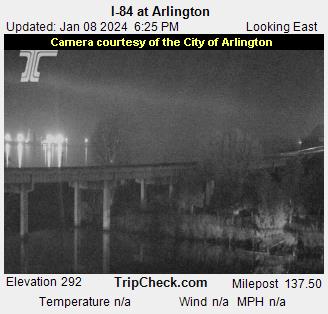 I-84 at Arlington
Updated: Jan 08 2024 6:25 PM Looking East
Camera courtesy of the City of Arlington
Elevation 292 TripCheck.com Milepost 137.50
Temperature n/a Wind n/a MPH n/a